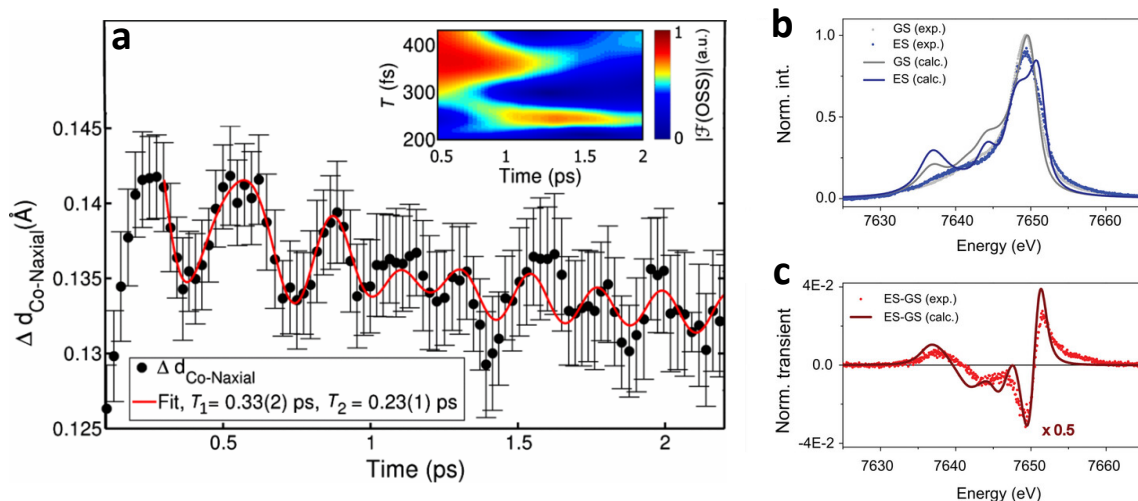 a
Δ dCo-Naxial(Å)
0.145
0.14
0.135
0.13
0.125
0.5
1
1.5
2
Time (ps)
Δ dCo-Naxial
Fit, T1= 0.33(2) ps, T2 = 0.23(1) ps
T (fs)
400
300
200
0.5
1
1.5
2
Time (ps)
1
0
|ℱ(OSS)| (a.u.)
b
GS (exp.)
ES (exp.)
GS (calc.)
ES (calc.)
Norm. int.
1.0
0.5
0.0
7630
7640
7650
7660
Energy (eV)
c
ES-GS (exp.)
ES-GS (calc.)
Norm. transient
4E-2
0.0
-4E-2
x 0.5
7630
7640
7650
7660
Energy (eV)